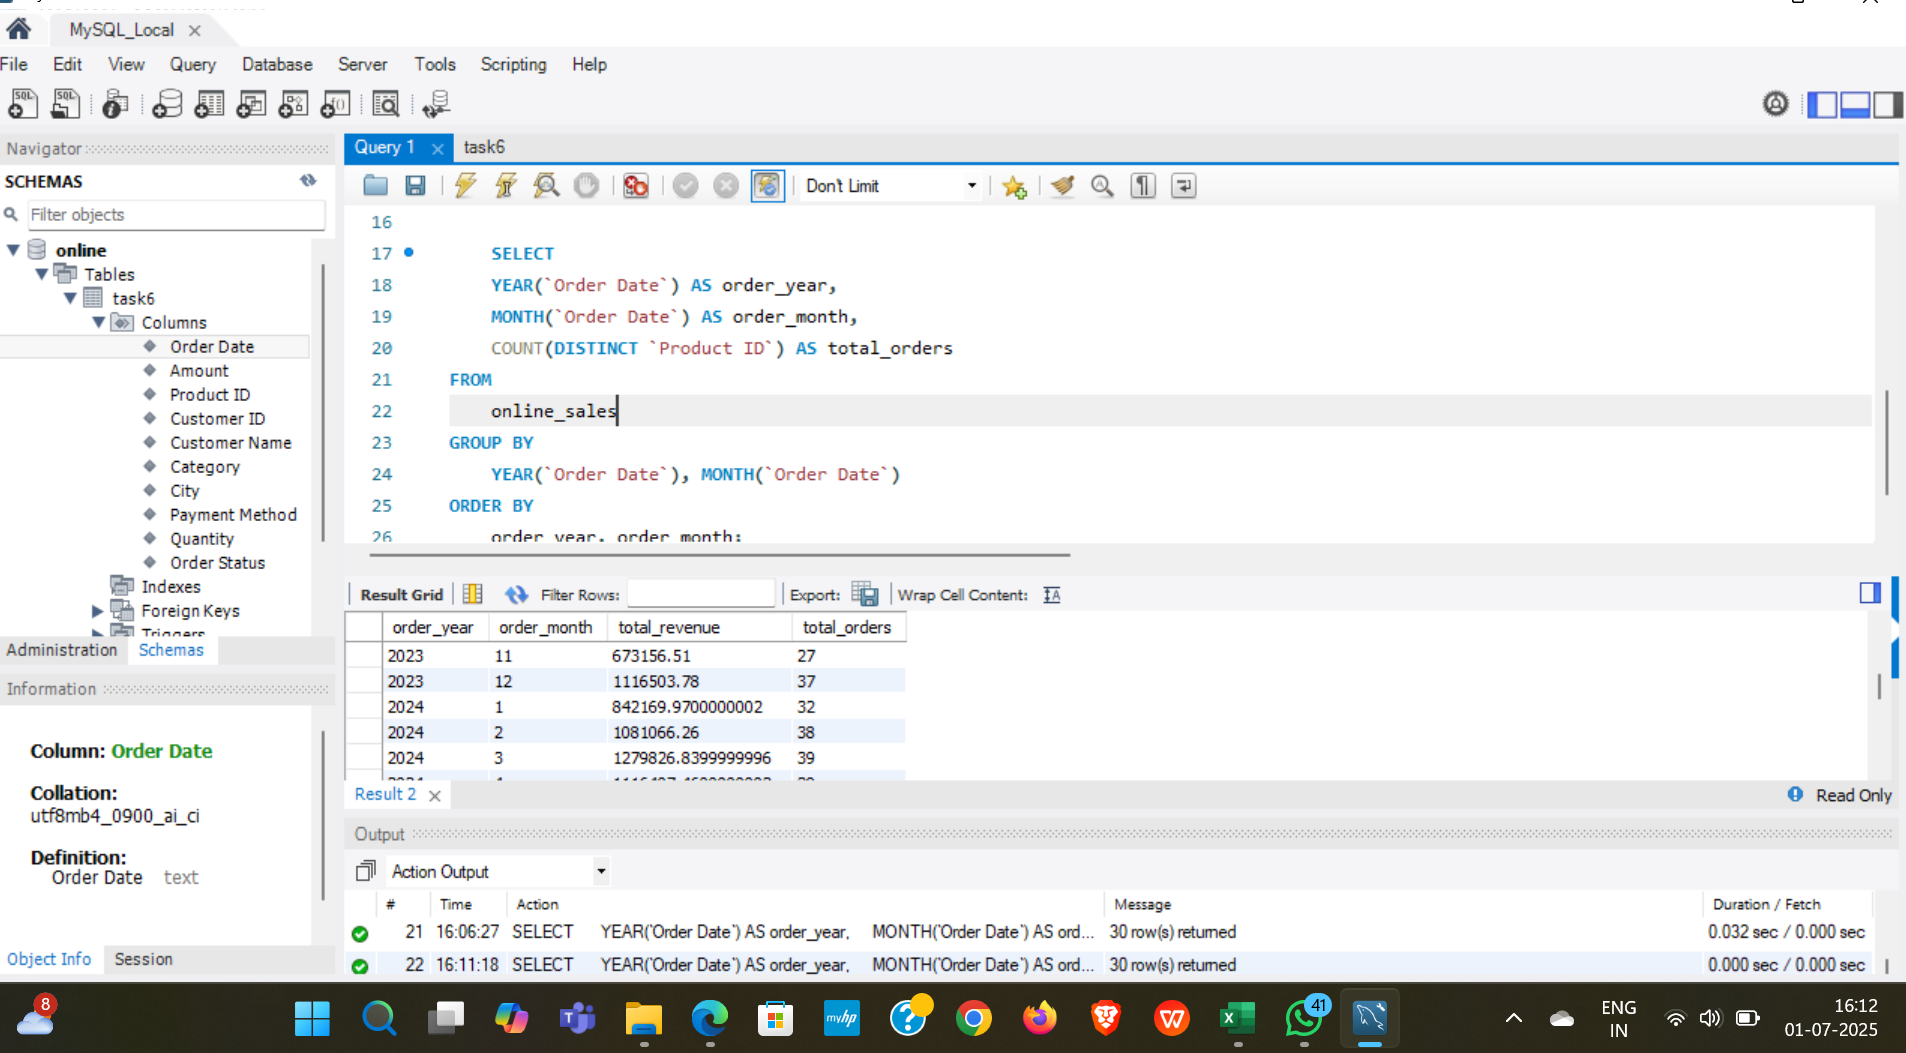 MySQL_Local
File Edit View Query Database Server Tools Scripting Help
Navigator
SCHEMAS
Filter objects
online
Tables
task6
Columns
Order Date
Amount
Product ID
Customer ID
Customer Name
Category
City
Payment Method
Quantity
Order Status
Indexes
Foreign Keys
Triggers
Administration Schemas
Information
Column: Order Date
Collation:
utf8mb4_0900_ai_ci
Definition:
Order Date text
Object Info Session
Query 1 task6
Don't Limit
16
17 SELECT
18 YEAR(`Order Date`) AS order_year,
19 MONTH(`Order Date`) AS order_month,
20 COUNT(DISTINCT `Product ID`) AS total_orders
21 FROM
22 online_sales
23 GROUP BY
24 YEAR(`Order Date`), MONTH(`Order Date`)
25 ORDER BY
26 order_year, order_month;
Result Grid Filter Rows: Export: Wrap Cell Content:
order_year order_month total_revenue total_orders
2023 11 673156.51 27
2023 12 1116503.78 37
2024 1 842169.9700000002 32
2024 2 1081066.26 38
2024 3 1279826.8399999996 39
Result 2 Read Only
Output
Action Output
# Time Action Message Duration / Fetch
21 16:06:27 SELECT YEAR(`Order Date`) AS order_year, MONTH(`Order Date`) AS ord... 30 row(s) returned 0.032 sec / 0.000 sec
22 16:11:18 SELECT YEAR(`Order Date`) AS order_year, MONTH(`Order Date`) AS ord... 30 row(s) returned 0.000 sec / 0.000 sec
8
myhp
41
ENG
IN
16:12
01-07-2025